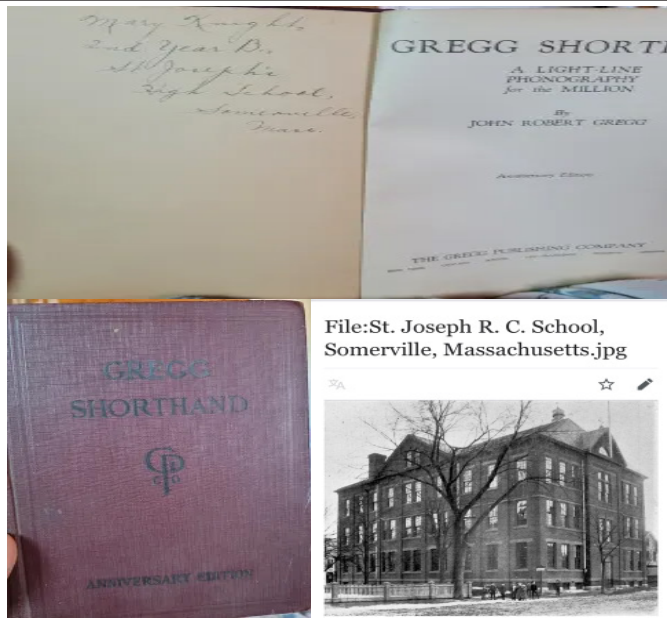 Mary Knight,
2nd Year B.,
St. Joseph's
High School,
Somerville,
Mass.
GREGG SHORT
A LIGHT-LINE
PHONOGRAPHY
for the MILLION
By
JOHN ROBERT GREGG
Anniversary Edition
THE GREGG PUBLISHING COMPANY
GREGG
SHORTHAND
ANNIVERSARY EDITION
File:St. Joseph R. C. School,
Somerville, Massachusetts.jpg